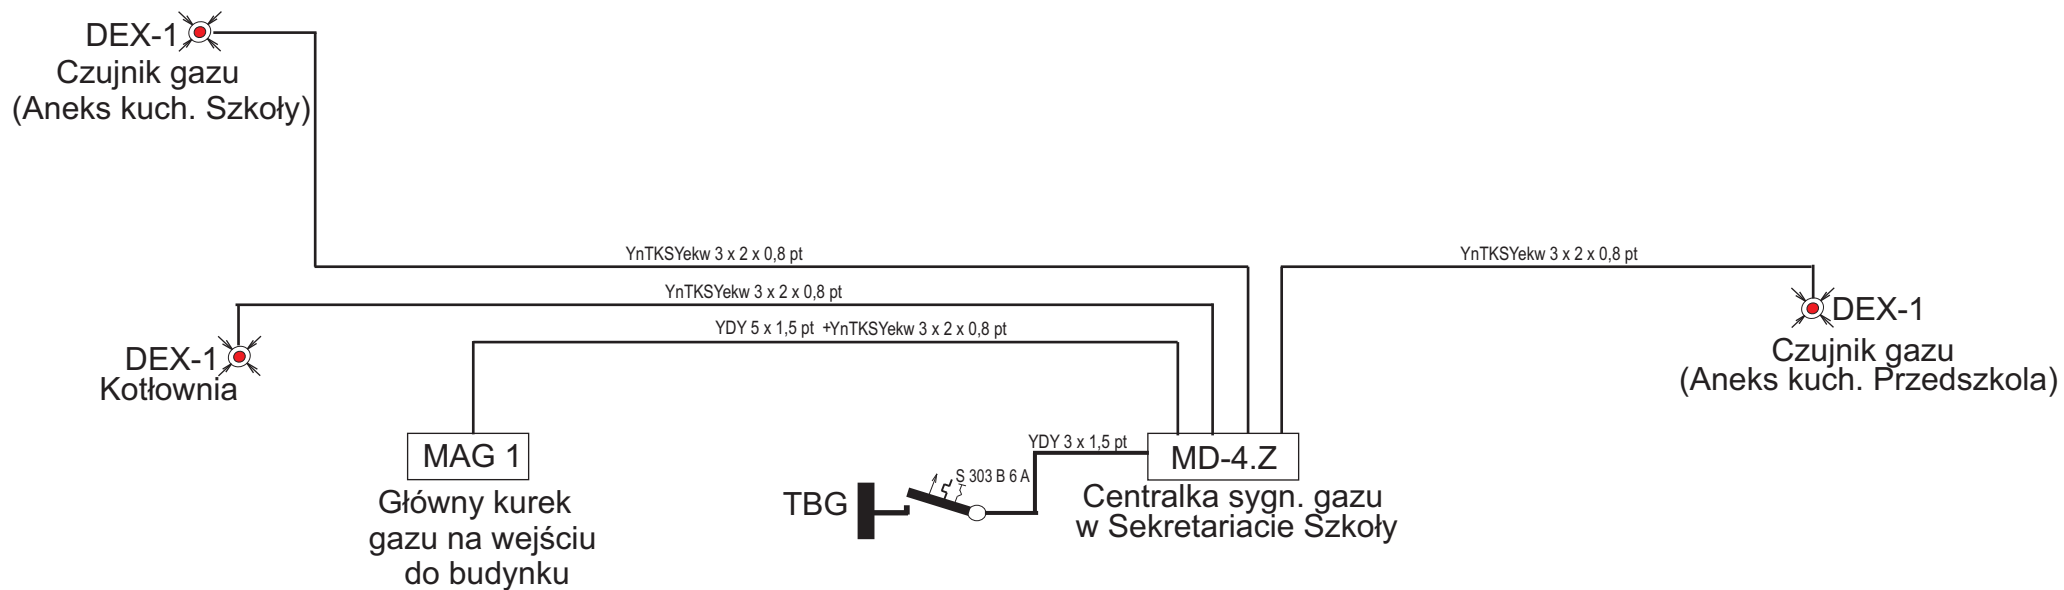 DEX-1
Czujnik gazu
(Aneks kuch. Szkoły)
YnTKSYekw 3 x 2 x 0,8 pt
YnTKSYekw 3 x 2 x 0,8 pt
YnTKSYekw 3 x 2 x 0,8 pt
YDY 5 x 1,5 pt +YnTKSYekw 3 x 2 x 0,8 pt
DEX-1
Kotłownia
DEX-1
Czujnik gazu
(Aneks kuch. Przedszkola)
MAG 1
Główny kurek
gazu na wejściu
do budynku
TBG
S 303 B 6 A
YDY 3 x 1,5 pt
MD-4.Z
Centralka sygn. gazu
w Sekretariacie Szkoły